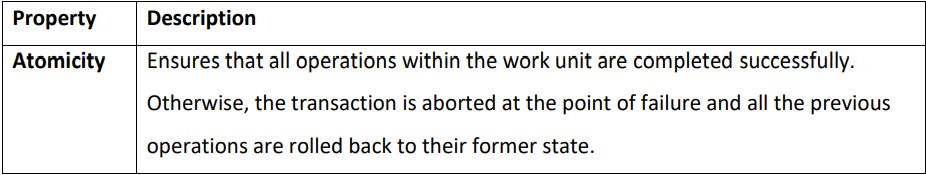 Property Description
Atomicity Ensures that all operations within the work unit are completed successfully.
Otherwise, the transaction is aborted at the point of failure and all the previous
operations are rolled back to their former state.